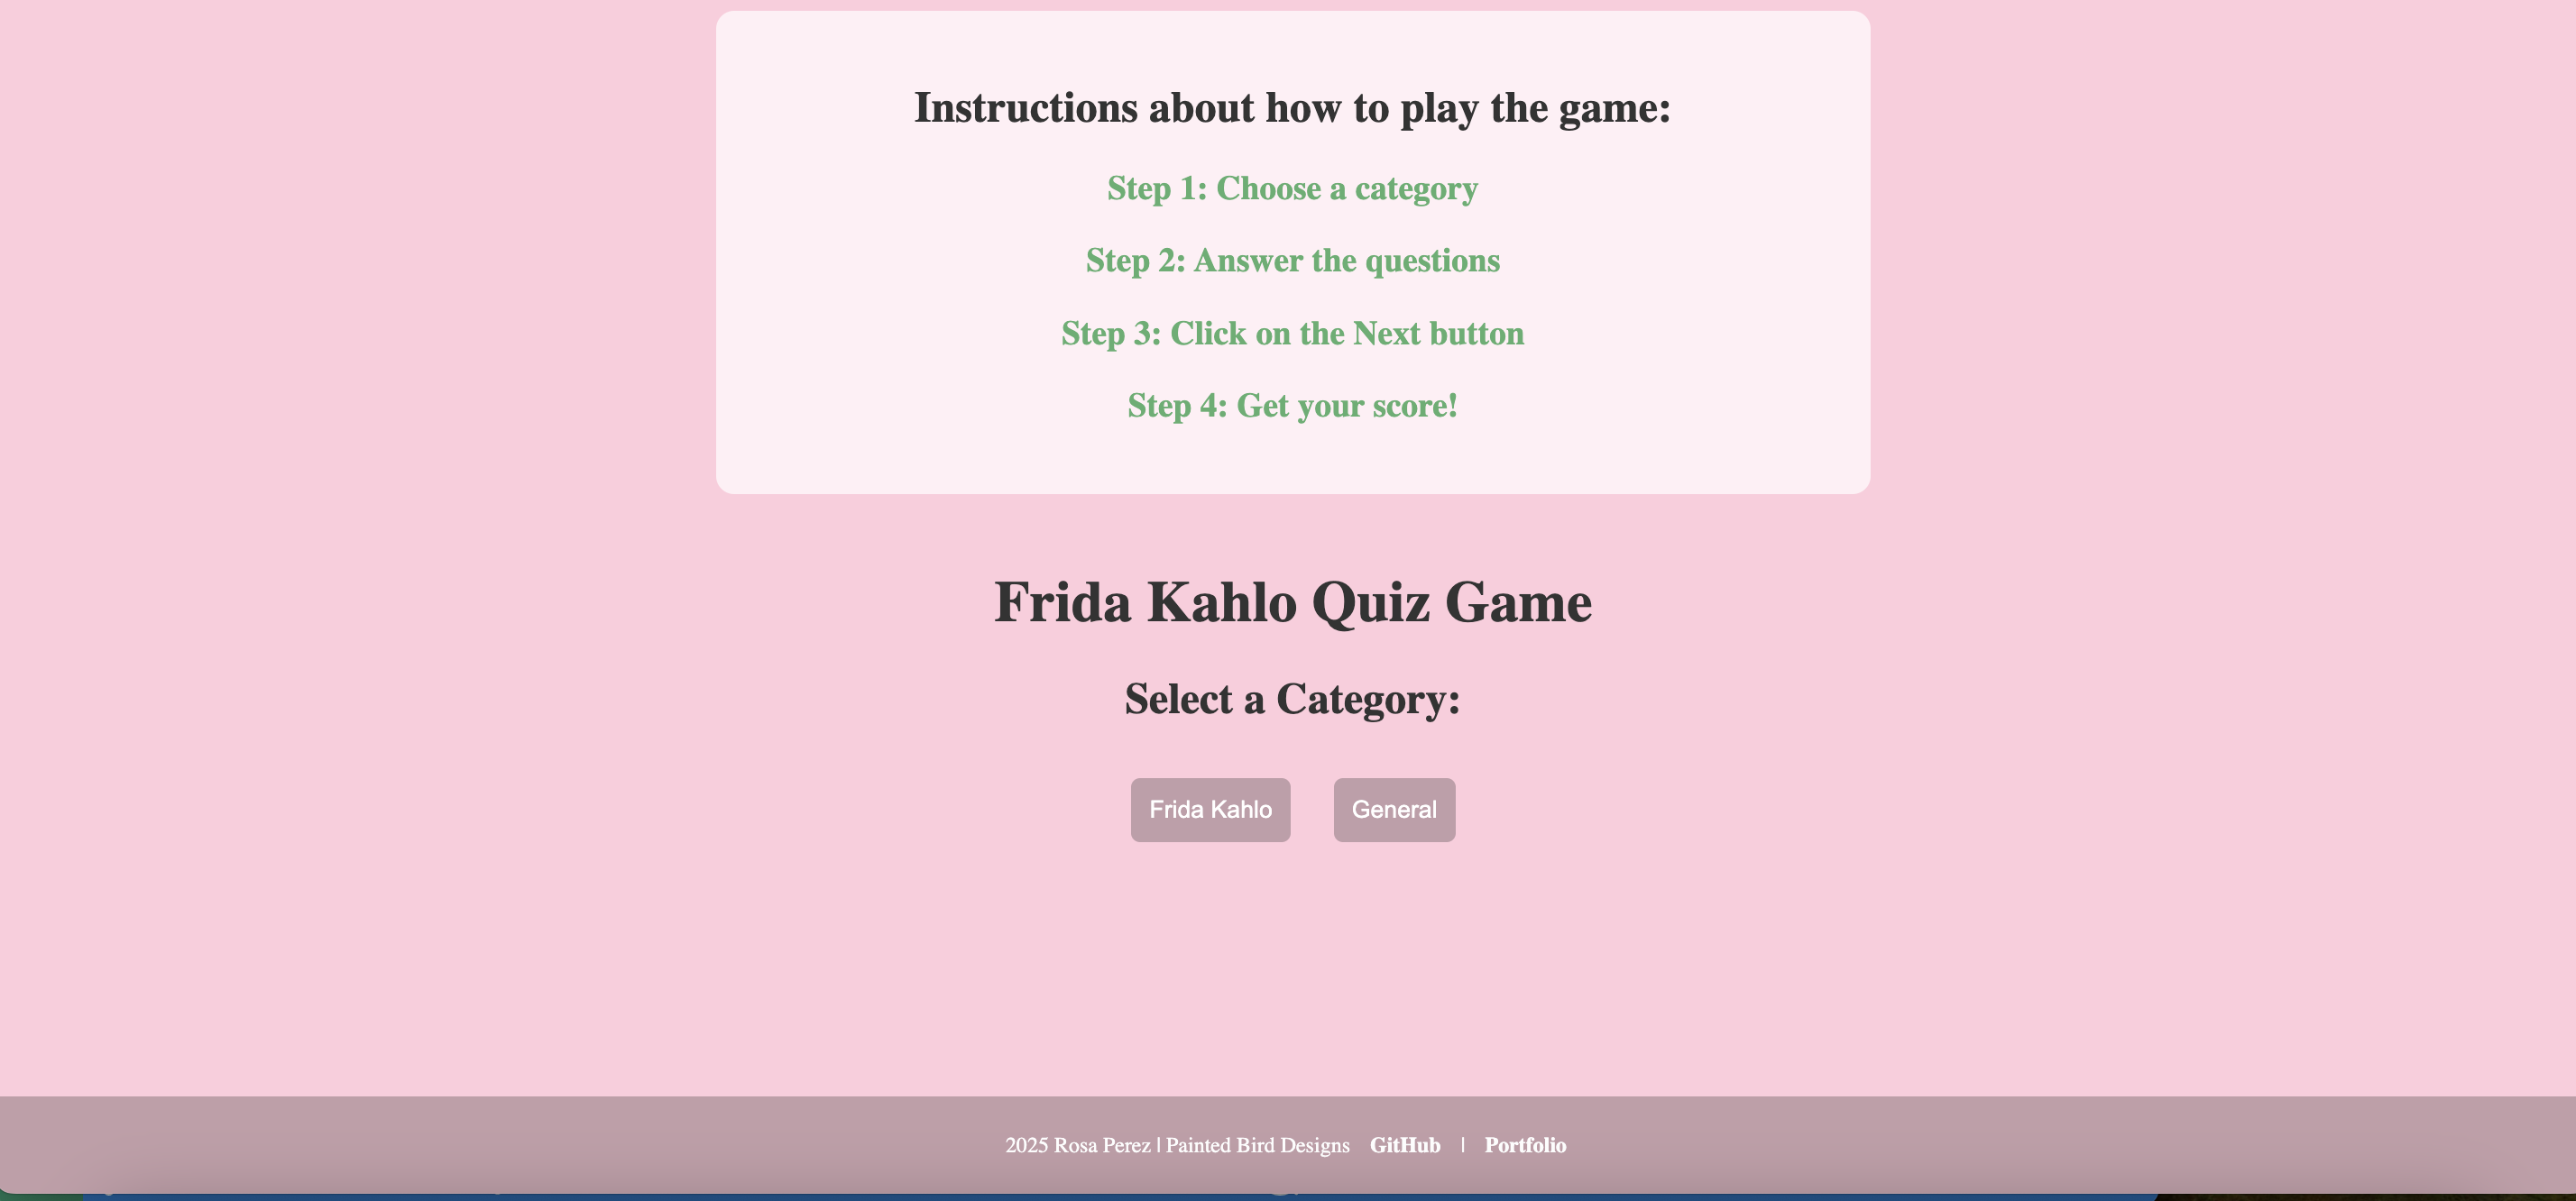 Instructions about how to play the game:
Step 1: Choose a category
Step 2: Answer the questions
Step 3: Click on the Next button
Step 4: Get your score!
Frida Kahlo Quiz Game
Select a Category:
Frida Kahlo General
2025 Rosa Perez | Painted Bird Designs GitHub | Portfolio